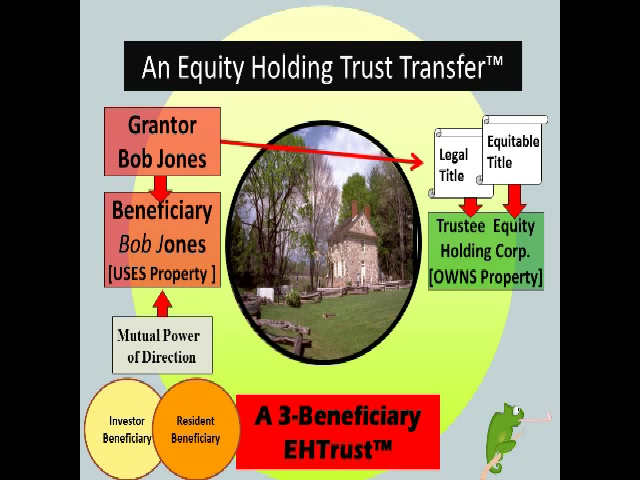 An Equity Holding Trust Transfer™
Grantor
Bob Jones
Legal
Title
Equitable
Title
Beneficiary
Bob Jones
[USES Property ]
Trustee Equity
Holding Corp.
[OWNS Property]
Mutual Power
of Direction
Investor
Beneficiary
Resident
Beneficiary
A 3-Beneficiary
EHTrust™